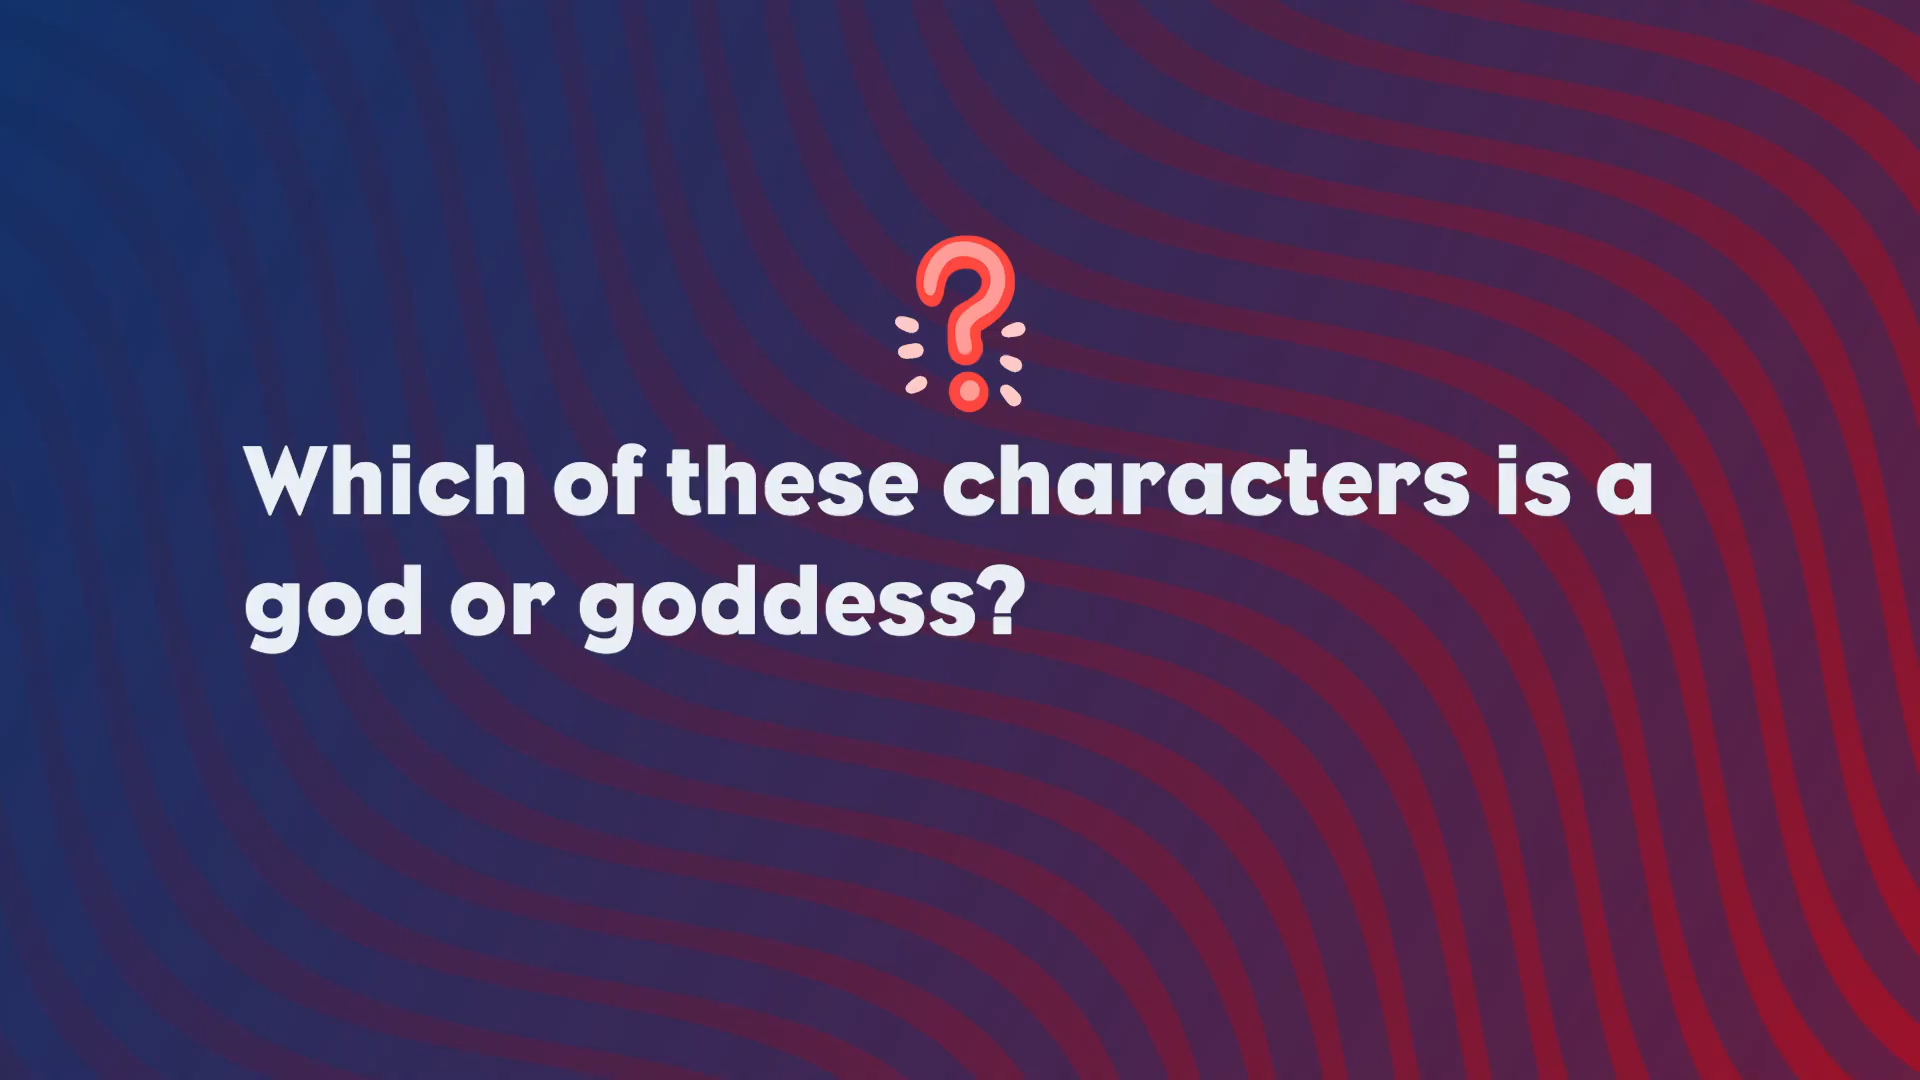 Which of these characters is a
god or goddess?